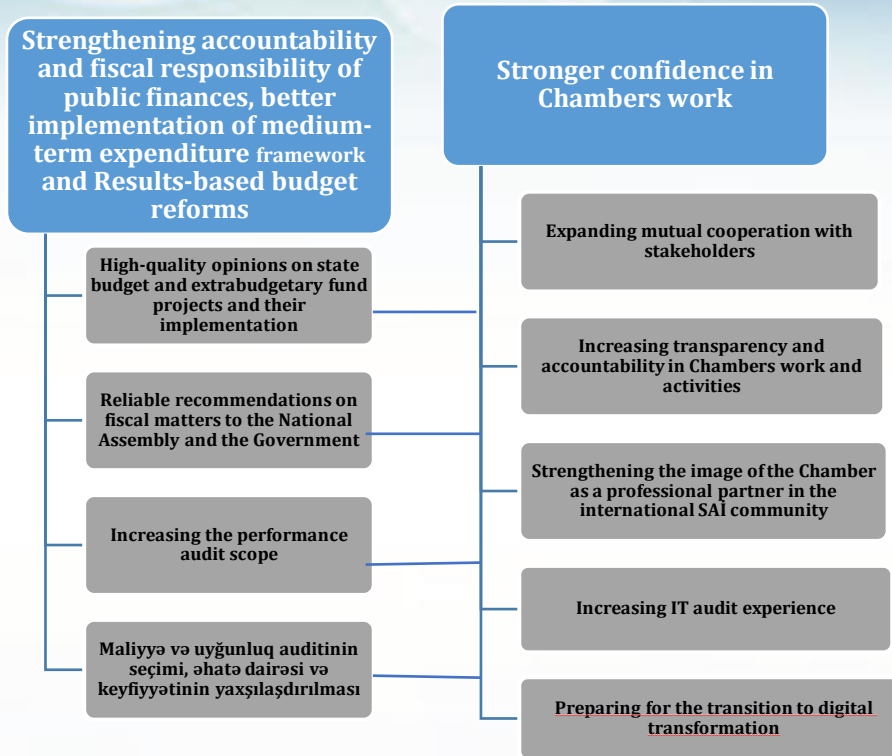 Strengthening accountability
and fiscal responsibility of
public finances, better
implementation of medium-
term expenditure framework
and Results-based budget
reforms
High-quality opinions on state
budget and extrabudgetary fund
projects and their
implementation
Reliable recommendations on
fiscal matters to the National
Assembly and the Government
Increasing the performance
audit scope
Maliyyə və uyğunluq auditinin
seçimi, əhatə dairəsi və
keyfiyyətinin yaxşılaşdırılması
Stronger confidence in
Chambers work
Expanding mutual cooperation with
stakeholders
Increasing transparency and
accountability in Chambers work and
activities
Strengthening the image of the Chamber
as a professional partner in the
international SAİ community
Increasing IT audit experience
Preparing for the transition to digital
transformation